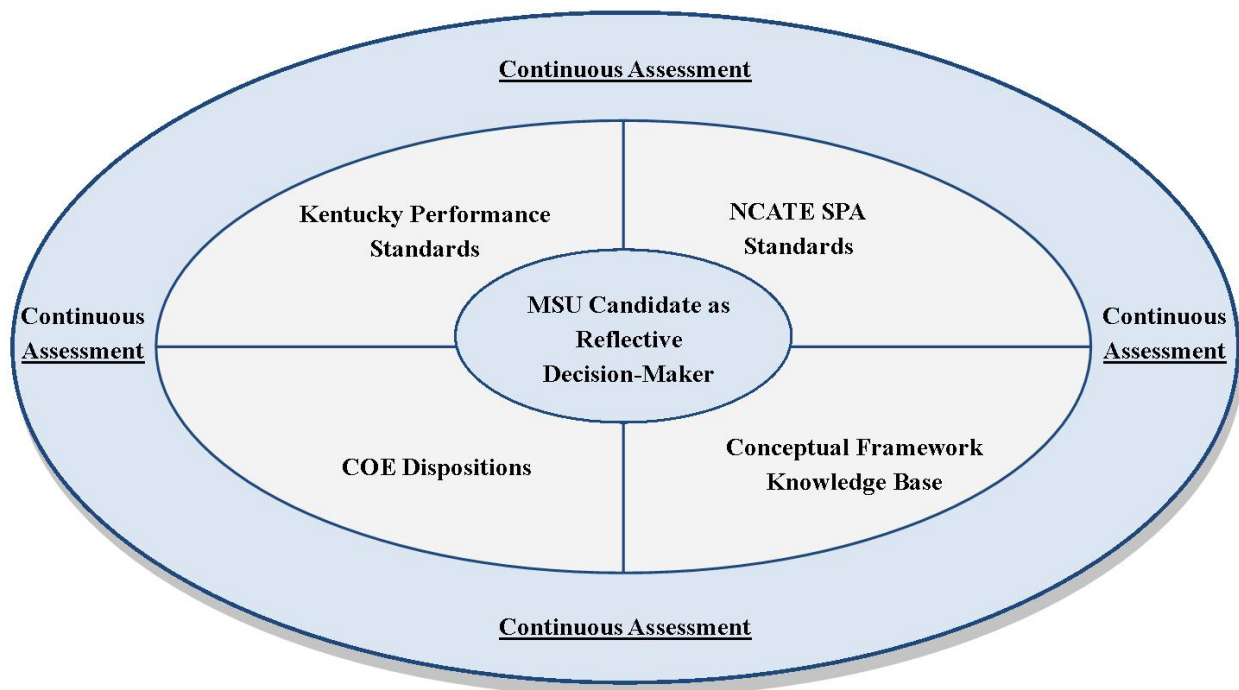 Continuous Assessment
Kentucky Performance
Standards
NCATE SPA
Standards
MSU Candidate as
Reflective
Decision-Maker
Continuous
Assessment
Continuous
Assessment
COE Dispositions
Conceptual Framework
Knowledge Base
Continuous Assessment